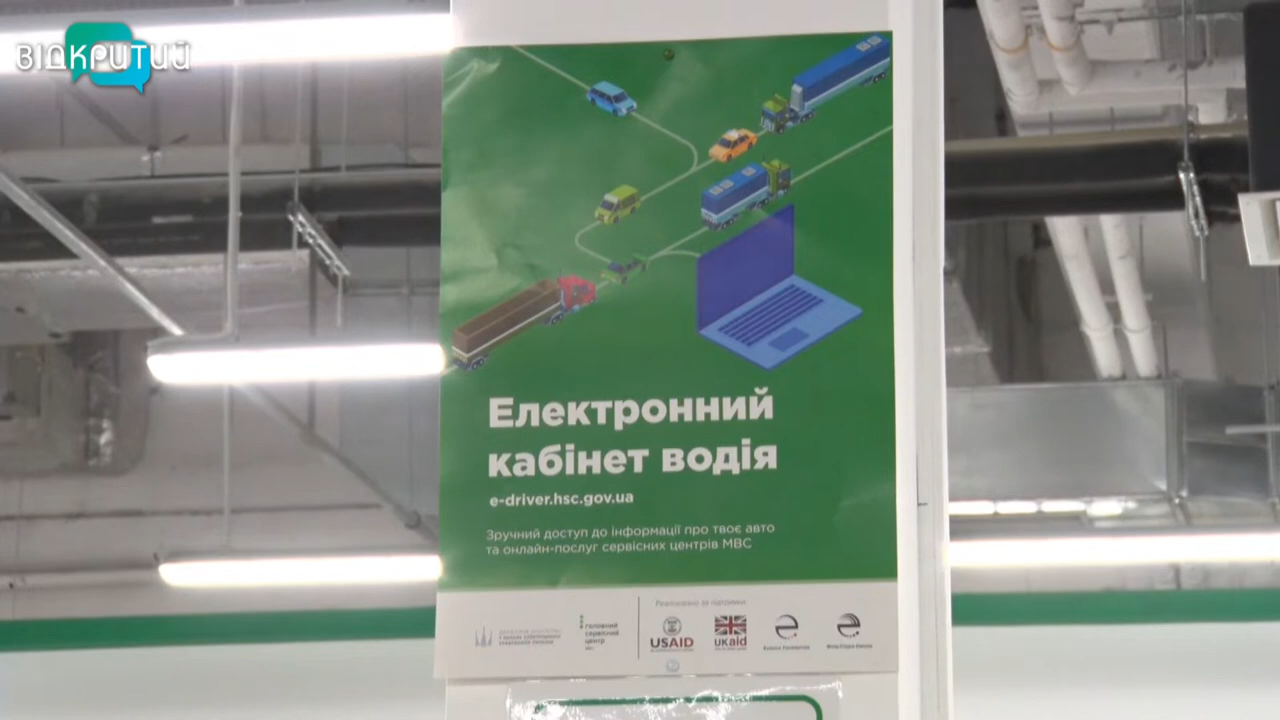 ВІДКРИТИЙ
Електронний
кабінет водія
e-driver.hsc.gov.ua
Зручний доступ до інформації про твоє авто
та онлайн-послуг сервісних центрів МВС
Реалізовано за підтримки:
ГОЛОВНИЙ
СЕРВІСНИЙ
ЦЕНТР
МВС
USAID
UKaid